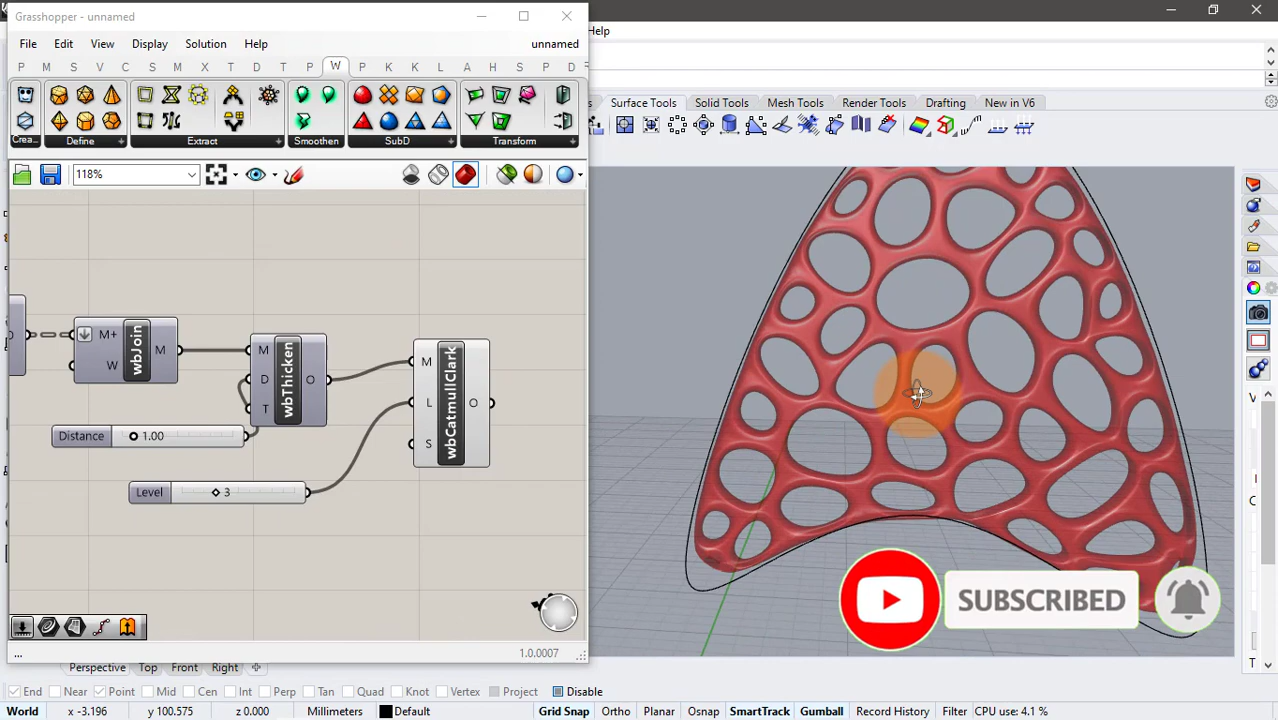 Grasshopper - unnamed
File Edit View Display Solution Help unnamed
Help
P M S V C S M X T D T P W P K K L A H S P D
Surface Tools Solid Tools Mesh Tools Render Tools Drafting New in V6
Crea... Define Extract Smoothen SubD Transform
118%
M+ W wbJoin M
M D T wbThicken O
M L S wbCatmullClark O
Distance 1.00
Level 3
SUBSCRIBED
... 1.0.0007
Perspective Top Front Right
End Near Point Mid Cen Int Perp Tan Quad Knot Vertex Project Disable
World x -3.196 y 100.575 z 0.000 Millimeters Default Grid Snap Ortho Planar Osnap SmartTrack Gumball Record History Filter CPU use: 4.1 %